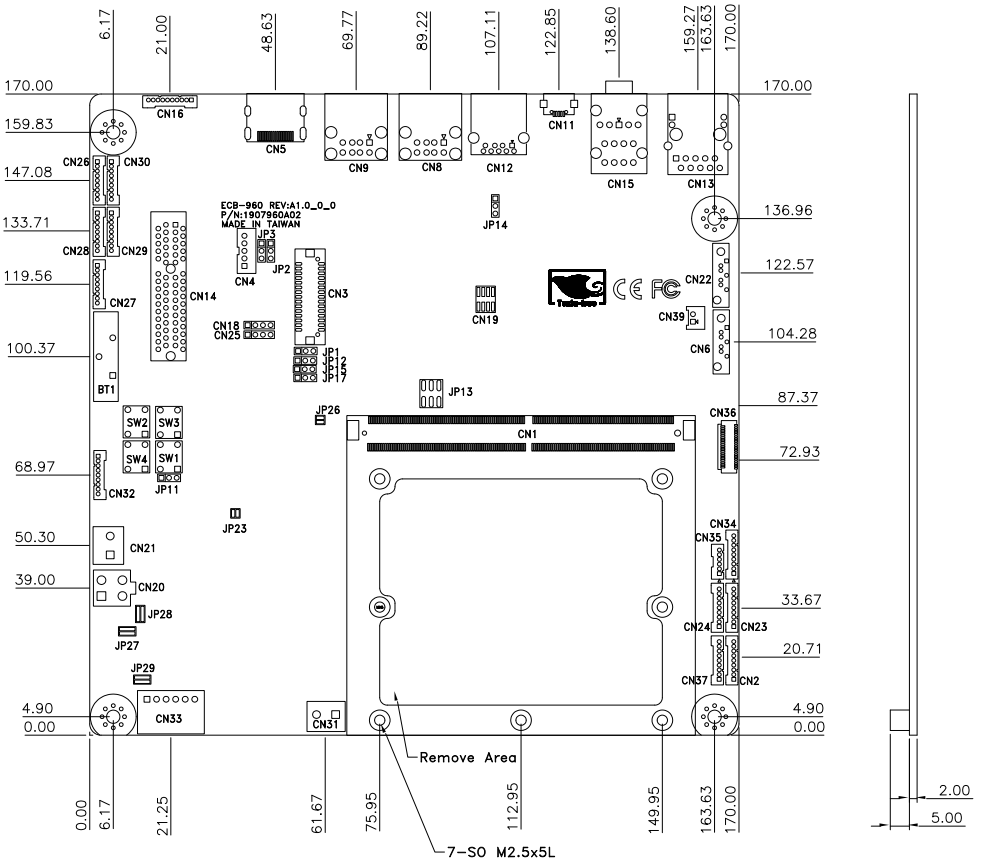 6.17
21.00
48.63
69.77
89.22
107.11
122.85
138.60
159.27
163.63
170.00
170.00
170.00
CN16
CN5
CN9
CN8
CN12
CN11
CN15
CN13
159.83
CN26
CN30
147.08
133.71
CN28
CN29
119.56
CN27
CN14
ECB-960 REV:A1.0_0_0
P/N:1907960A02
MADE IN TAIWAN
JP3
JP2
CN4
CN3
JP14
136.96
CN22
122.57
CN39
CN6
104.28
CE FC
CN19
CN18
CN25
JP1
JP12
JP15
JP17
100.37
BT1
JP13
JP26
87.37
CN36
CN1
72.93
SW2
SW3
SW4
SW1
JP11
68.97
CN32
JP23
50.30
CN21
39.00
CN20
JP28
JP27
JP29
CN33
CN31
CN34
CN35
33.67
CN24
CN23
20.71
CN37
CN2
4.90
0.00
4.90
0.00
Remove Area
0.00
6.17
21.25
61.67
75.95
112.95
149.95
163.63
170.00
7-SO M2.5x5L
2.00
5.00